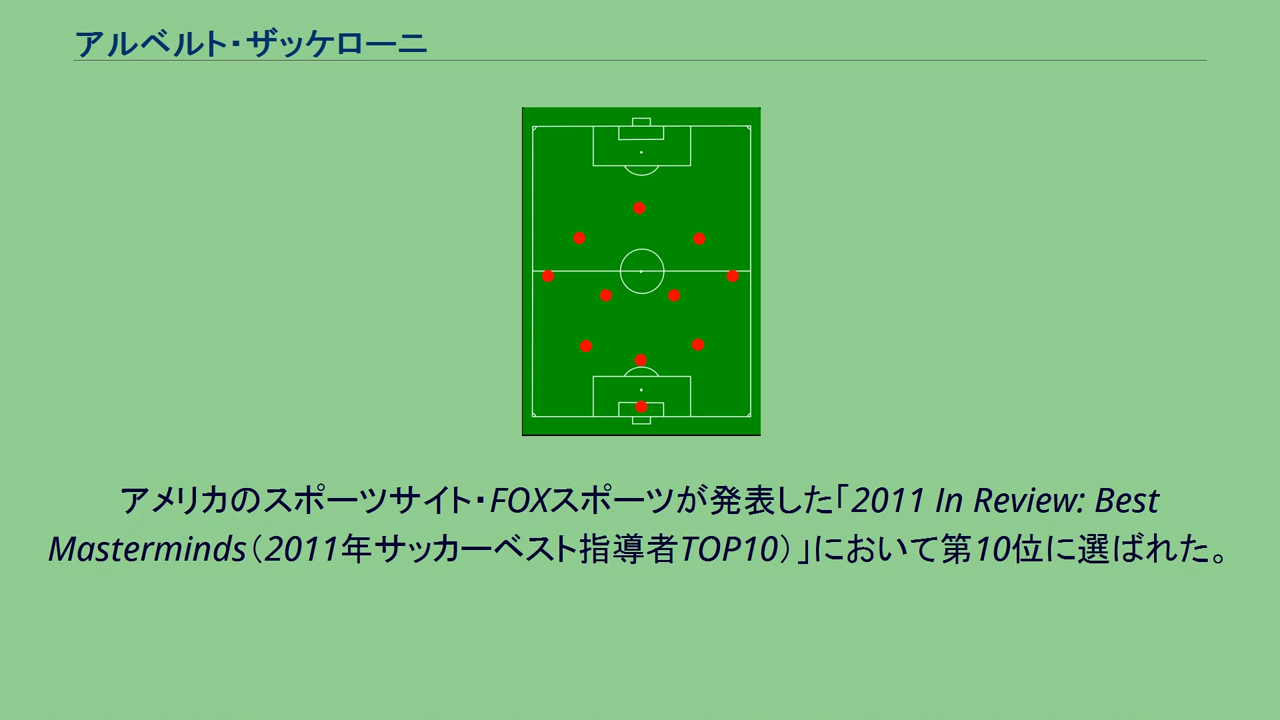 アルベルト・ザッケローニ
アメリカのスポーツサイト・FOXスポーツが発表した「2011 In Review: Best
Masterminds（2011年サッカーベスト指導者TOP10）」において第10位に選ばれた。